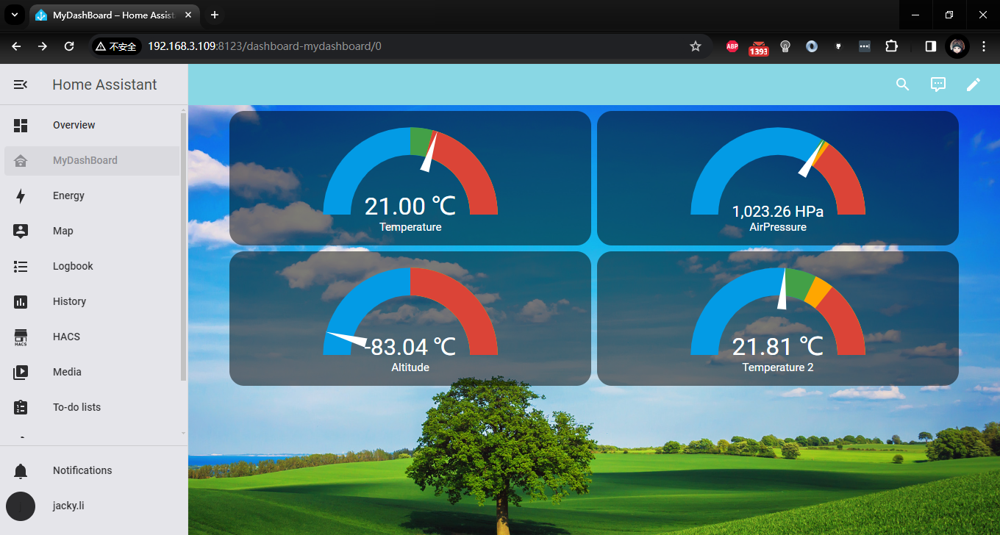 MyDashBoard – Home Assist
不安全
192.168.3.109:8123/dashboard-mydashboard/0
ABP
1393
Home Assistant
Overview
MyDashBoard
Energy
Map
Logbook
History
HACS
HACS
Media
To-do lists
Notifications
jacky.li
21.00 ℃
Temperature
1,023.26 HPa
AirPressure
-83.04 ℃
Altitude
21.81 ℃
Temperature 2